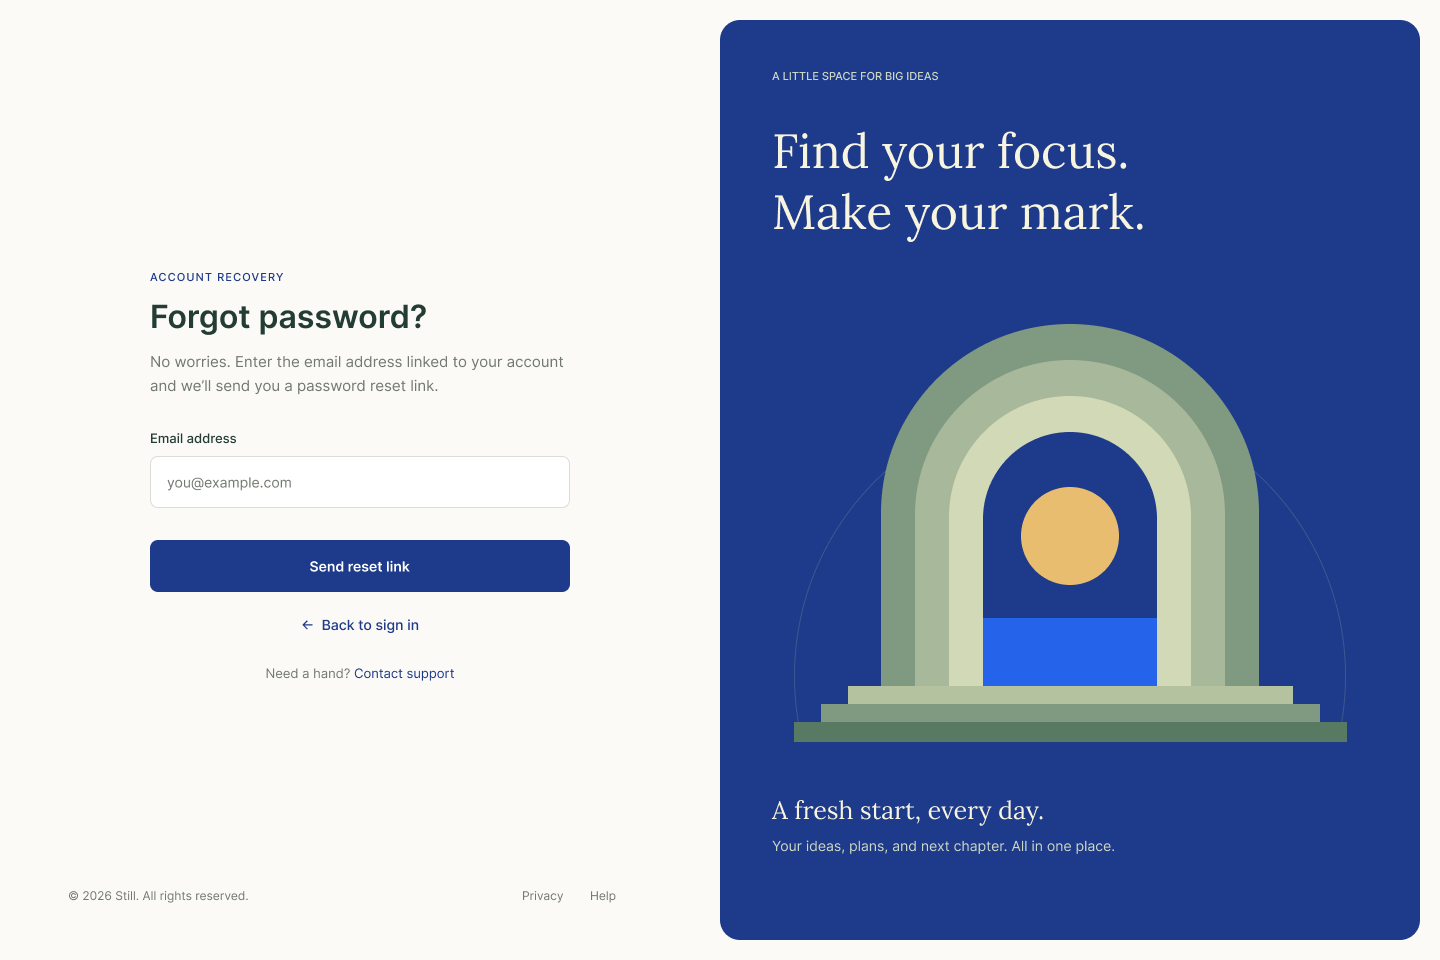 ACCOUNT RECOVERY
Forgot password?
No worries. Enter the email address linked to your account
and we’ll send you a password reset link.
Email address
you@example.com
Send reset link
← Back to sign in
Need a hand? Contact support
© 2026 Still. All rights reserved.
Privacy
Help
A LITTLE SPACE FOR BIG IDEAS
Find your focus.
Make your mark.
A fresh start, every day.
Your ideas, plans, and next chapter. All in one place.